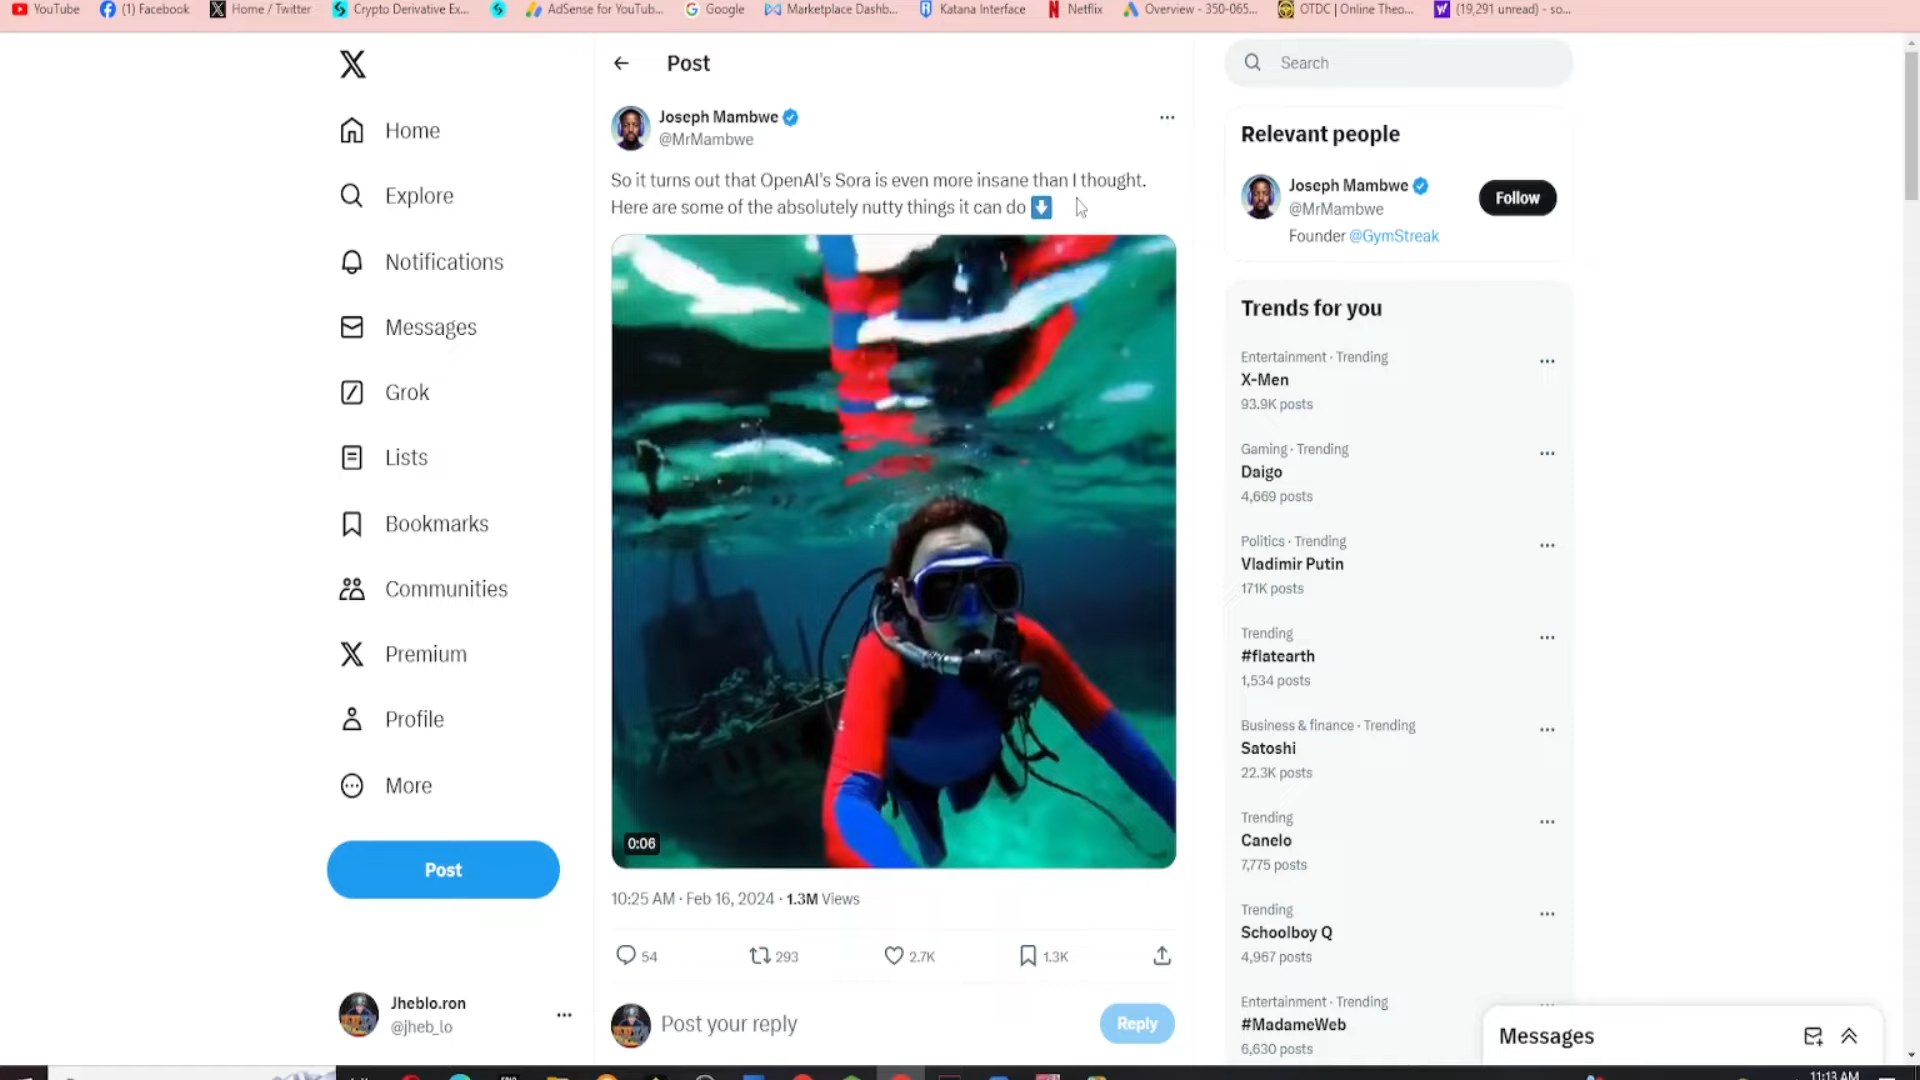 YouTube
(1) Facebook
Home / Twitter
Crypto Derivative Ex...
AdSense for YouTub...
Google
Marketplace Dashb...
Katana Interface
Netflix
Overview - 350-065...
OTDC | Online Theo...
(19,291 unread) - so...
Home
Explore
Notifications
Messages
Grok
Lists
Bookmarks
Communities
Premium
Profile
More
Post
Jheblo.ron
@jheb_lo
Post
Joseph Mambwe
@MrMambwe
So it turns out that OpenAI's Sora is even more insane than I thought.
Here are some of the absolutely nutty things it can do
0:06
10:25 AM · Feb 16, 2024 · 1.3M Views
54
293
2.7K
1.3K
Post your reply
Reply
Search
Relevant people
Joseph Mambwe
@MrMambwe
Follow
Founder @GymStreak
Trends for you
Entertainment · Trending
X-Men
93.9K posts
Gaming · Trending
Daigo
4,669 posts
Politics · Trending
Vladimir Putin
171K posts
Trending
#flatearth
1,534 posts
Business & finance · Trending
Satoshi
22.3K posts
Trending
Canelo
7,775 posts
Trending
Schoolboy Q
4,967 posts
Entertainment · Trending
#MadameWeb
6,630 posts
Messages
11:13 AM